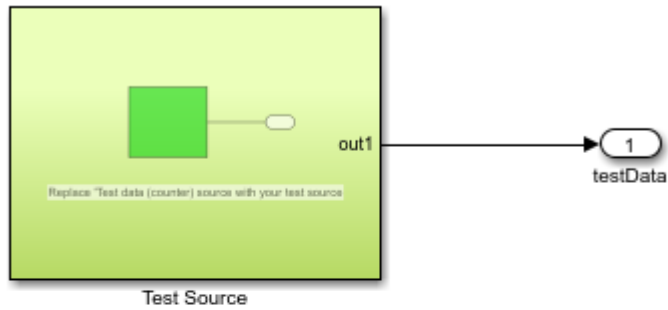 out1
1
testData
Replace 'Test data (counter) source with your test source
Test Source